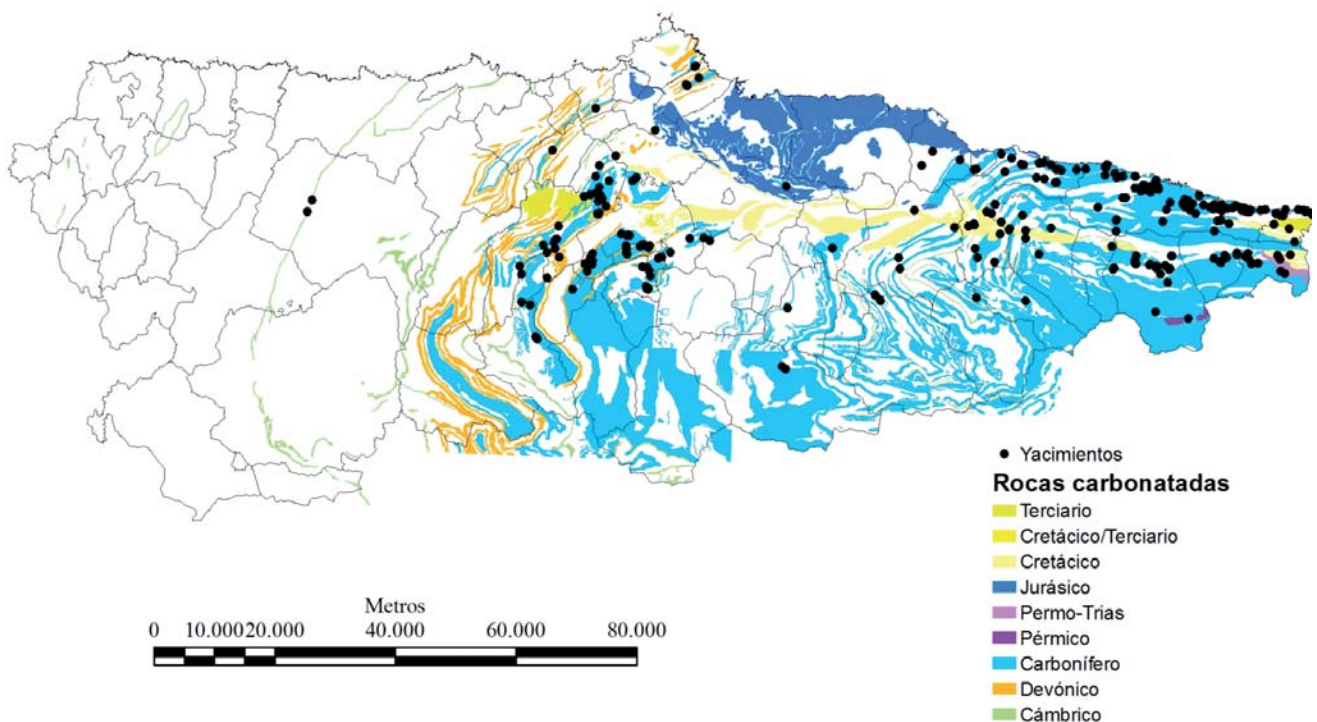 Yacimientos
Rocas carbonatadas
Terciario
Cretácico/Terciario
Cretácico
Jurásico
Permo-Trias
Pérmico
Carbonífero
Devónico
Cámbrico
Metros
0 10.000 20.000 40.000 60.000 80.000